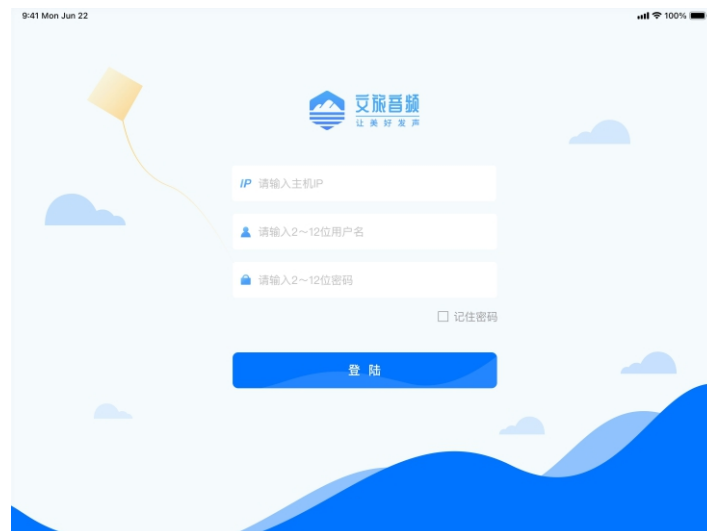 9:41 Mon Jun 22
100%
文旅音频
让美好发声
IP 请输入主机IP
请输入2～12位用户名
请输入2～12位密码
记住密码
登 陆